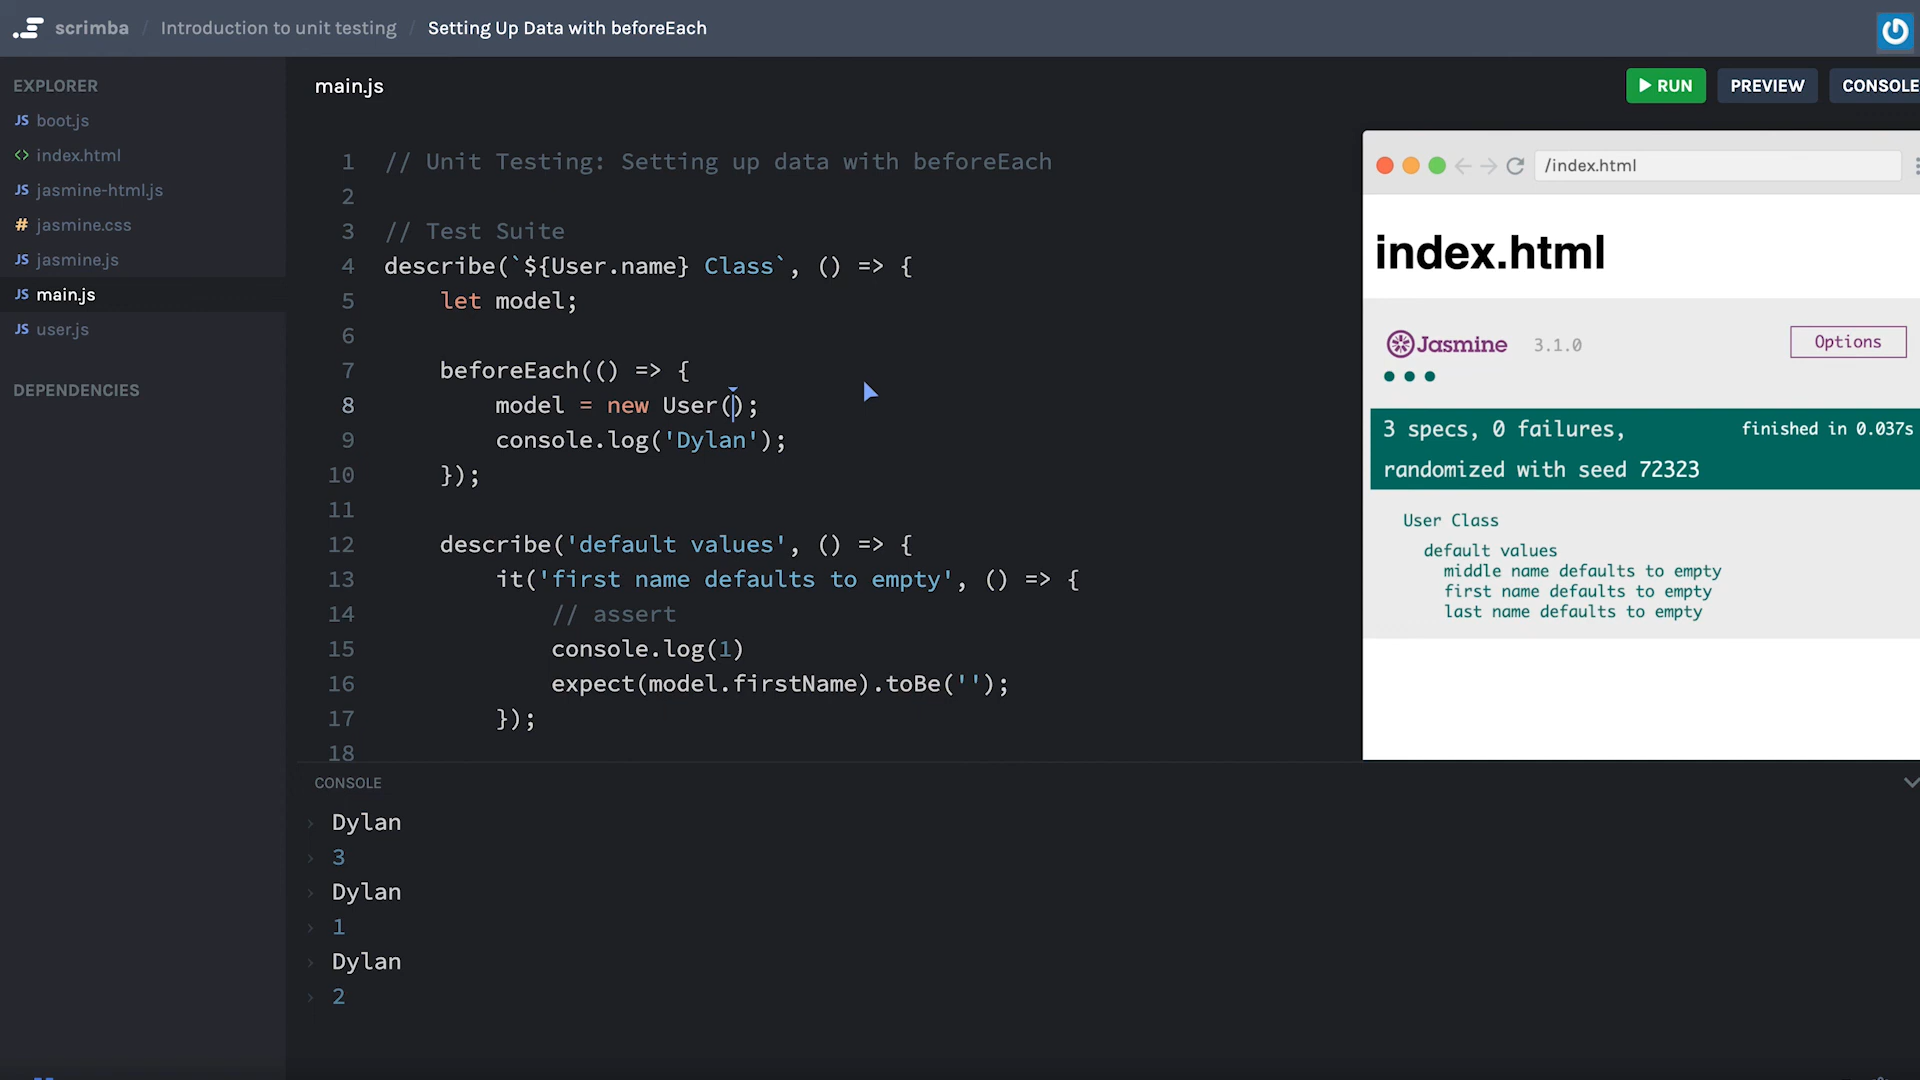 scrimba / Introduction to unit testing / Setting Up Data with beforeEach
EXPLORER
JS boot.js
<> index.html
JS jasmine-html.js
# jasmine.css
JS jasmine.js
JS main.js
JS user.js
DEPENDENCIES
main.js
RUN
PREVIEW
CONSOLE
1 // Unit Testing: Setting up data with beforeEach
2
3 // Test Suite
4 describe(`${User.name} Class`, () => {
5 let model;
6
7 beforeEach(() => {
8 model = new User();
9 console.log('Dylan');
10 });
11
12 describe('default values', () => {
13 it('first name defaults to empty', () => {
14 // assert
15 console.log(1)
16 expect(model.firstName).toBe('');
17 });
18
/index.html
index.html
Jasmine 3.1.0
Options
3 specs, 0 failures, finished in 0.037s
randomized with seed 72323
User Class
default values
middle name defaults to empty
first name defaults to empty
last name defaults to empty
CONSOLE
Dylan
3
Dylan
1
Dylan
2